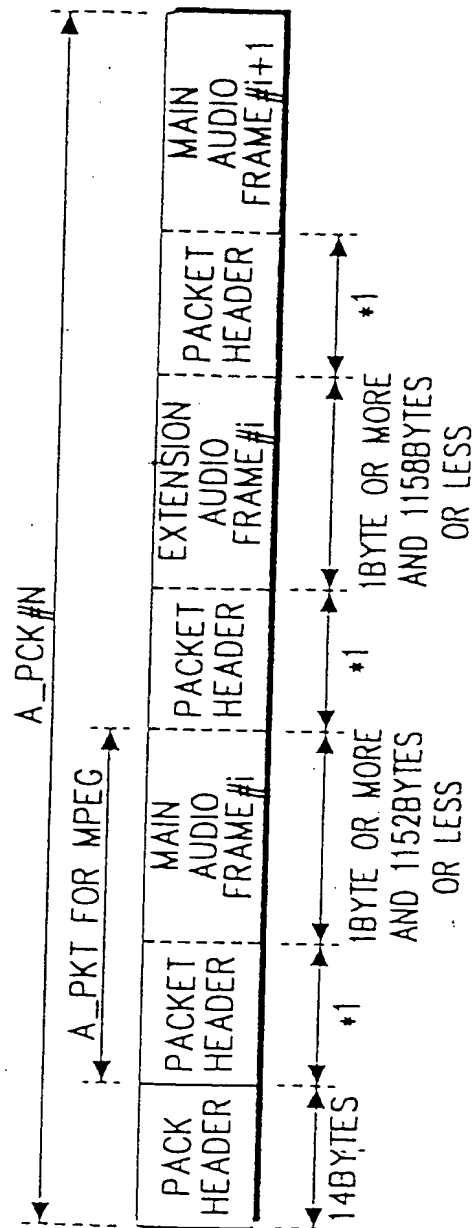 A_PCK#N
A_PKT FOR MPEG
PACK
HEADER
PACKET
HEADER
MAIN
AUDIO
FRAME#i
PACKET
HEADER
EXTENSION
AUDIO
FRAME#i
PACKET
HEADER
MAIN
AUDIO
FRAME#i+1
14BYTES
*1
1BYTE OR MORE
AND 1152BYTES
OR LESS
*1
1BYTE OR MORE
AND 1158BYTES
OR LESS
*1